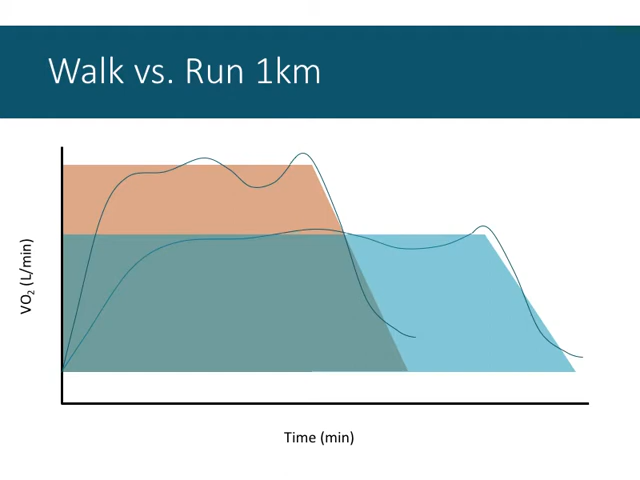 Walk vs. Run 1km
VO₂ (L/min)
Time (min)